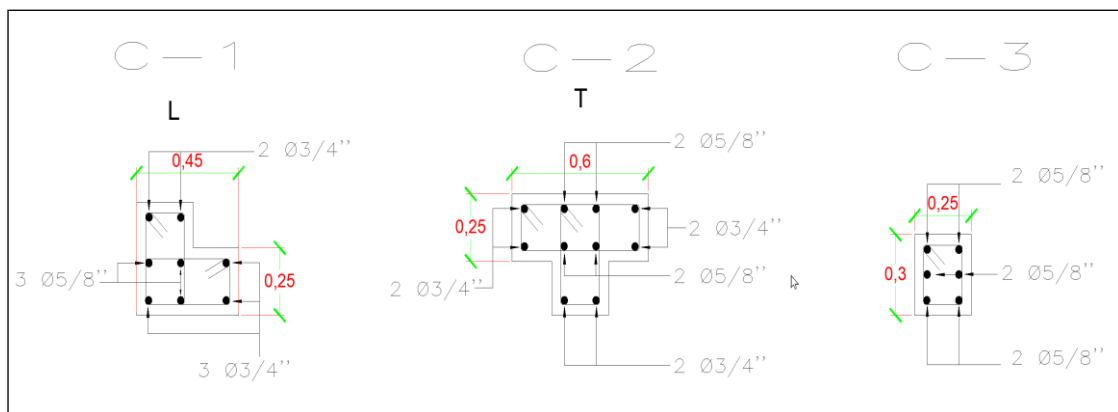 C-1
C-2
C-3
L
T
2 Ø3/4''
0,45
3 Ø5/8''
0,25
3 Ø3/4''
2 Ø5/8''
0,6
0,25
2 Ø3/4''
2 Ø3/4''
2 Ø5/8''
2 Ø3/4''
2 Ø5/8''
0,25
0,3
2 Ø5/8''
2 Ø5/8''